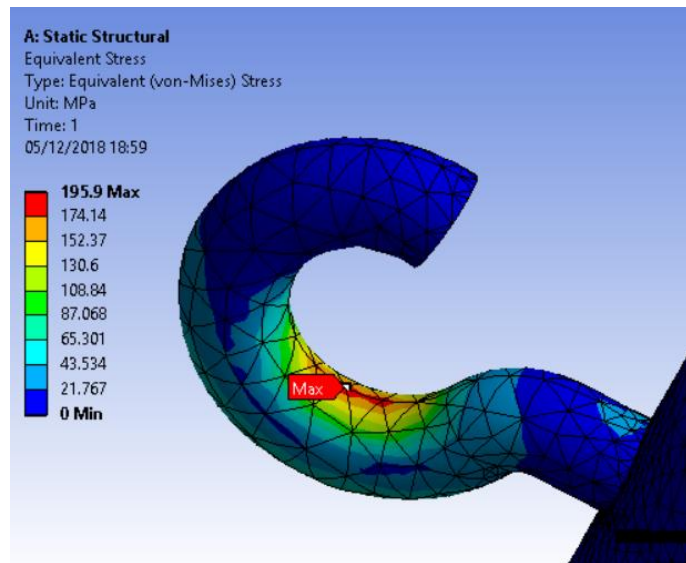 A: Static Structural
Equivalent Stress
Type: Equivalent (von-Mises) Stress
Unit: MPa
Time: 1
05/12/2018 18:59
195.9 Max
174.14
152.37
130.6
108.84
87.068
65.301
43.534
21.767
0 Min
Max